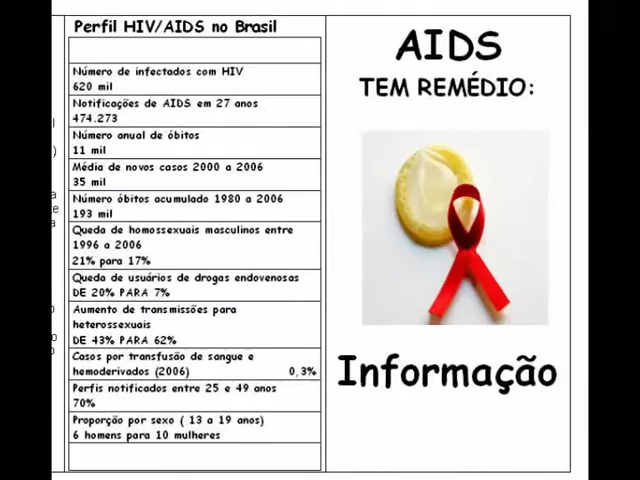 Perfil HIV/AIDS no Brasil
Número de infectados com HIV
620 mil
Notificações de AIDS em 27 anos
474.273
Número anual de óbitos
11 mil
Média de novos casos 2000 a 2006
35 mil
Número óbitos acumulado 1980 a 2006
193 mil
Queda de homossexuais masculinos entre
1996 a 2006
21% para 17%
Queda de usuários de drogas endovenosas
DE 20% PARA 7%
Aumento de transmissões para
heterossexuais
DE 43% PARA 62%
Casos por transfusão de sangue e
hemoderivados (2006) 0,3%
Perfis notificados entre 25 e 49 anos
70%
Proporção por sexo ( 13 a 19 anos)
6 homens para 10 mulheres
AIDS
TEM REMÉDIO:
Informação